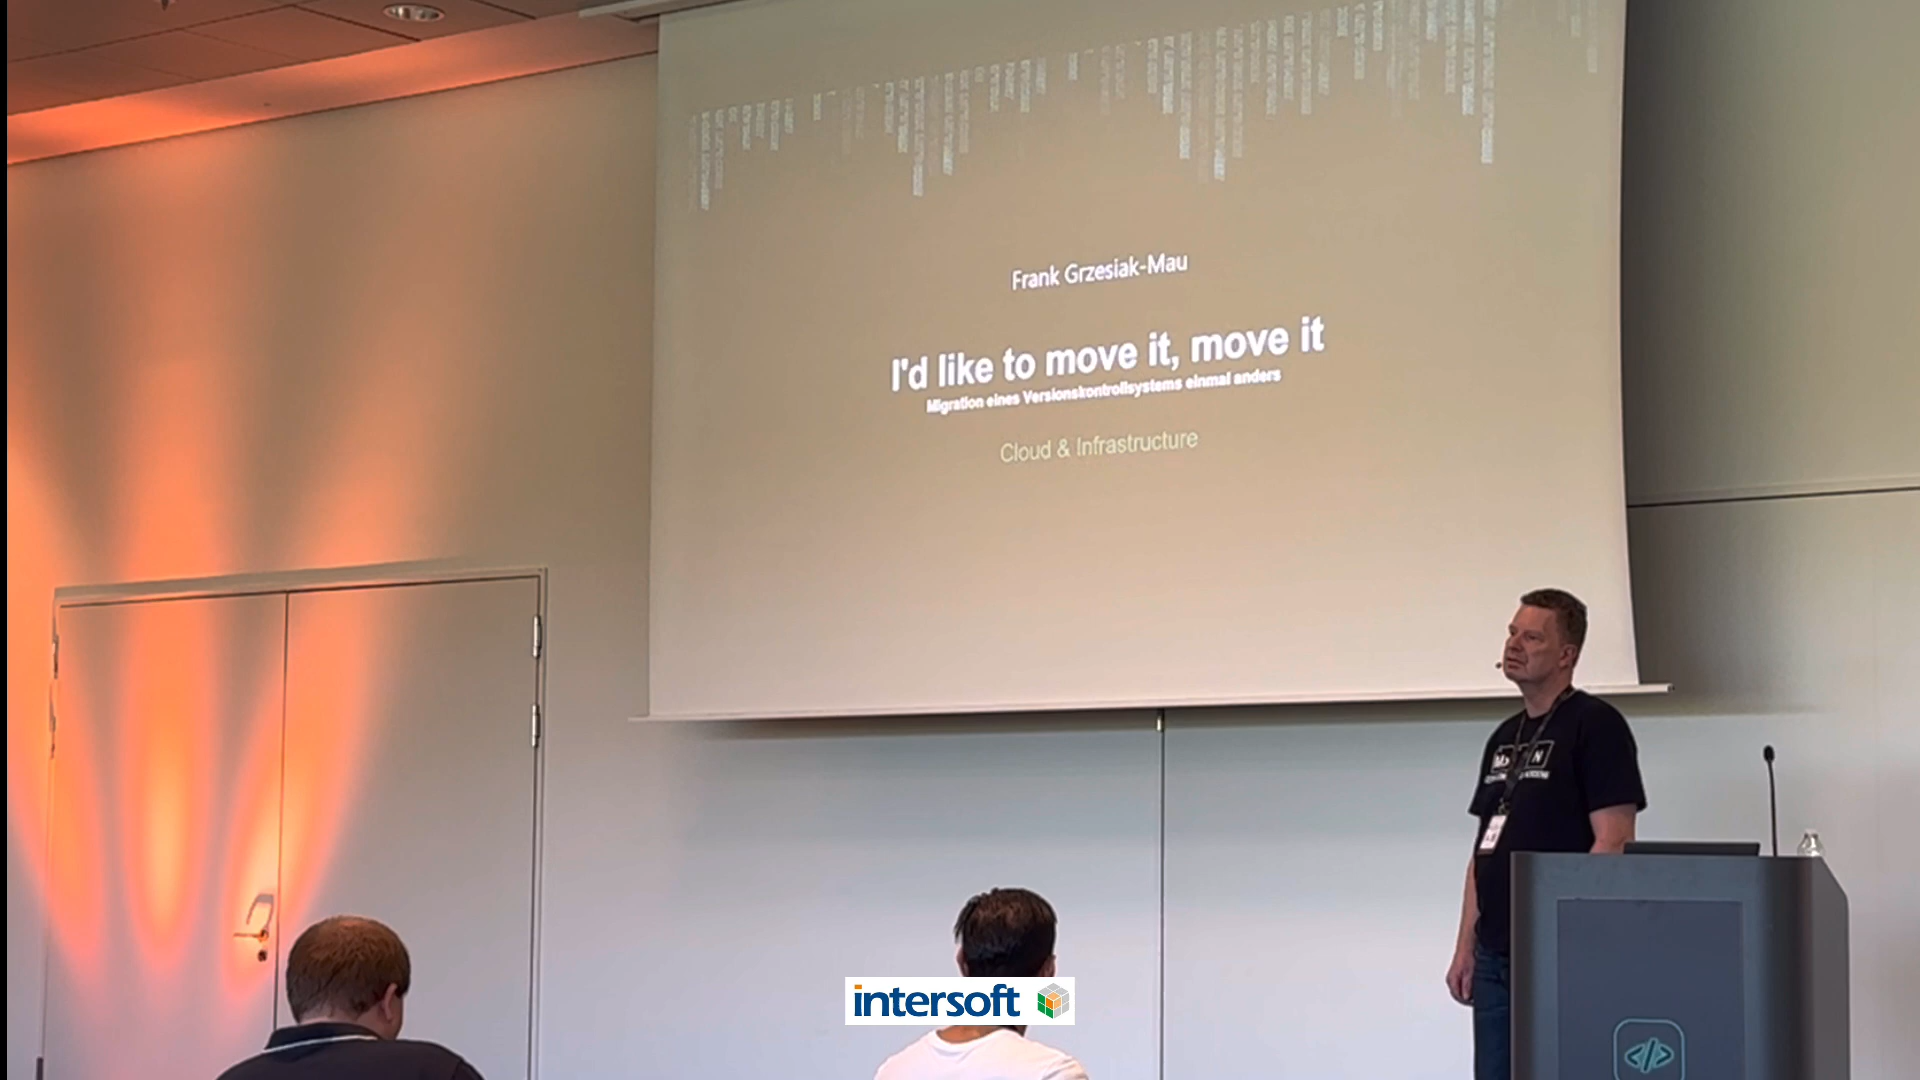 Frank Grzesiak-Mau
I'd like to move it, move it
Migration eines Versionskontrollsystems einmal anders
Cloud & Infrastructure
intersoft
</>